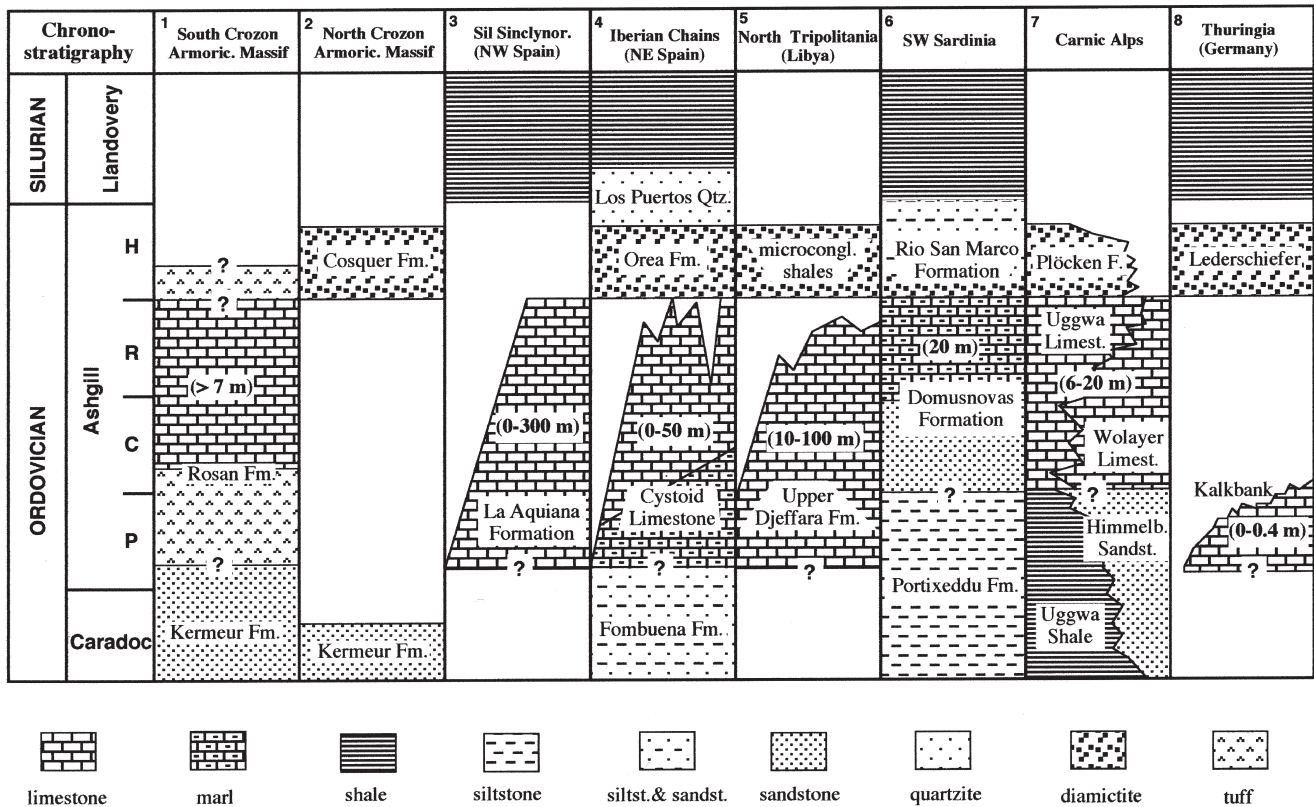 Chrono-
stratigraphy
1
South Crozon
Armoric. Massif
2
North Crozon
Armoric. Massif
3
Sil Sinclynor.
(NW Spain)
4
Iberian Chains
(NE Spain)
5
North Tripolitania
(Libya)
6
SW Sardinia
7
Carnic Alps
8
Thuringia
(Germany)
SILURIAN
Llandovery
ORDOVICIAN
Ashgill
H
R
C
P
Caradoc
?
?
(> 7 m)
Rosan Fm.
?
Kermeur Fm.
Cosquer Fm.
Kermeur Fm.
(0-300 m)
La Aquiana
Formation
?
Los Puertos Qtz.
Orea Fm.
(0-50 m)
Cystoid
Limestone
?
Fombuena Fm.
microcongl.
shales
(10-100 m)
Upper
Djeffara Fm.
?
Rio San Marco
Formation
(20 m)
Domusnovas
Formation
?
Portixeddu Fm.
Plöcken F.
Uggwa
Limest.
(6-20 m)
Wolayer
Limest.
?
Himmelb.
Sandst.
Uggwa
Shale
Lederschiefer
Kalkbank
(0-0.4 m)
?
limestone
marl
shale
siltstone
siltst.& sandst.
sandstone
quartzite
diamictite
tuff